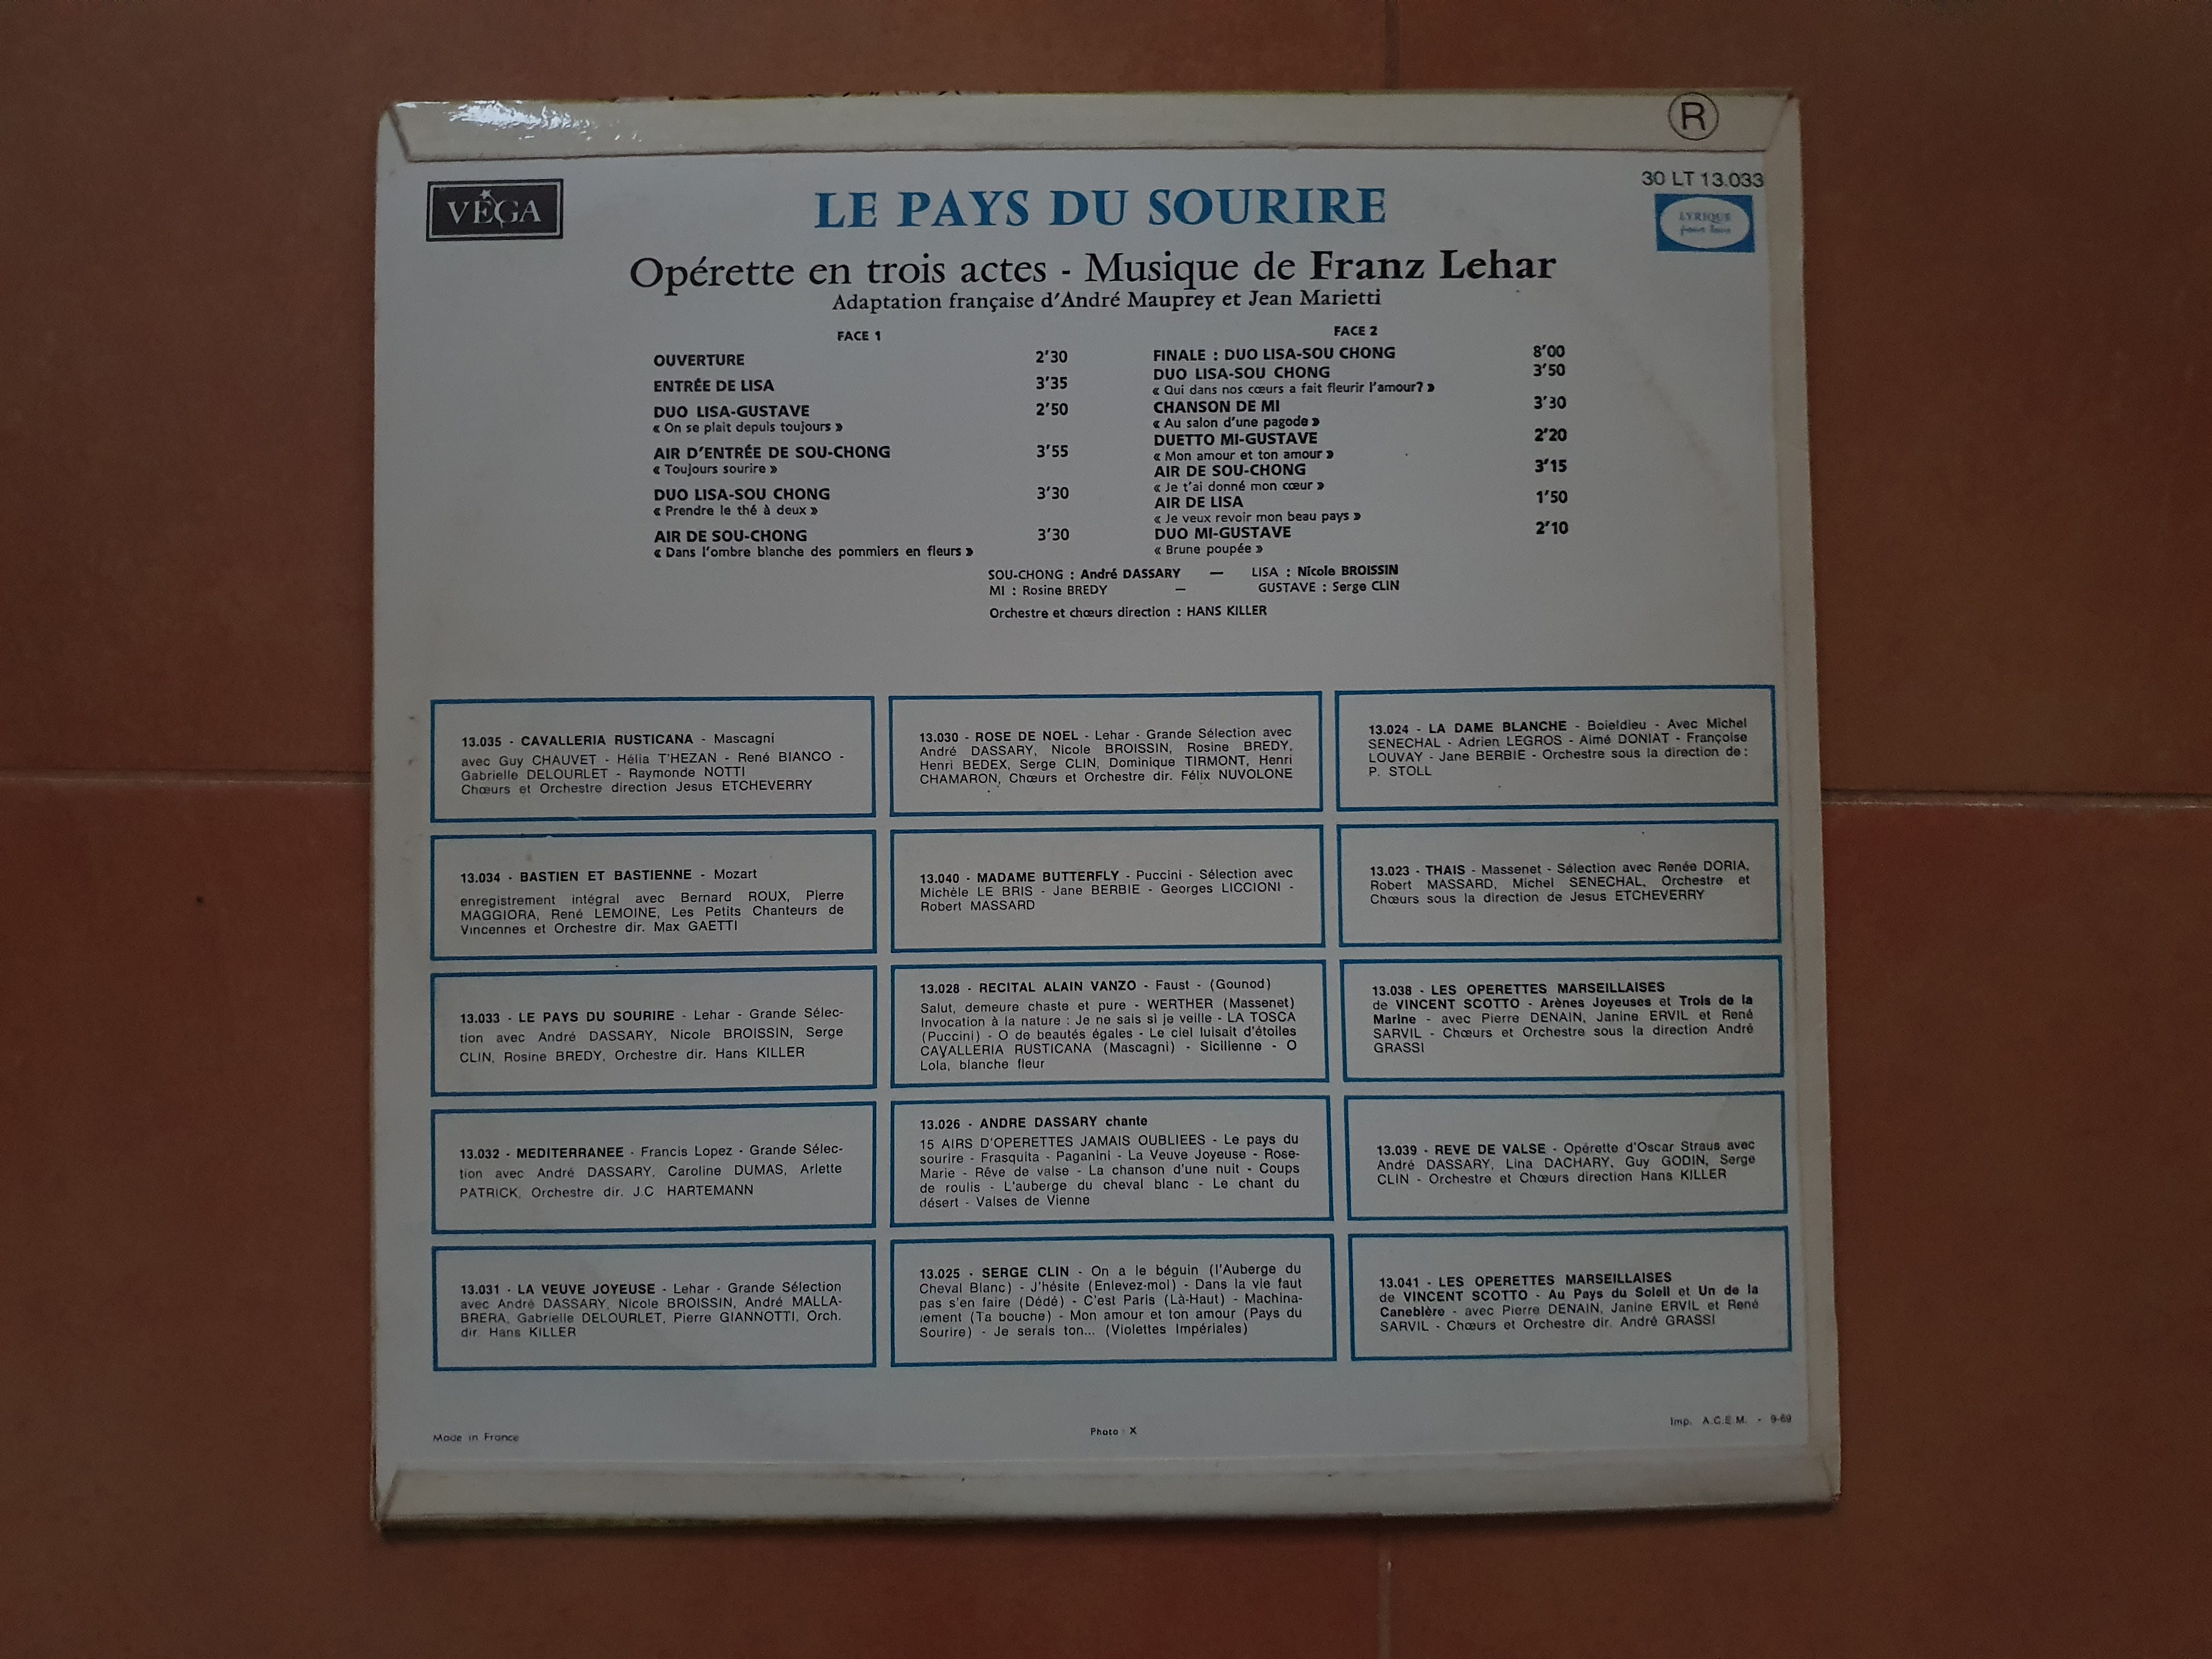 R
VÉGA
30 LT 13.033
LYRIQUE
pour tous
LE PAYS DU SOURIRE
Opérette en trois actes - Musique de Franz Lehar
Adaptation française d'André Mauprey et Jean Marietti
FACE 1
OUVERTURE 2'30
ENTRÉE DE LISA 3'35
DUO LISA-GUSTAVE 2'50
« On se plait depuis toujours »
AIR D'ENTRÉE DE SOU-CHONG 3'55
« Toujours sourire »
DUO LISA-SOU CHONG 3'30
« Prendre le thé à deux »
AIR DE SOU-CHONG 3'30
« Dans l'ombre blanche des pommiers en fleurs »
FACE 2
FINALE : DUO LISA-SOU CHONG 8'00
DUO LISA-SOU CHONG 3'50
« Qui dans nos cœurs a fait fleurir l'amour? »
CHANSON DE MI 3'30
« Au salon d'une pagode »
DUETTO MI-GUSTAVE 2'20
« Mon amour et ton amour »
AIR DE SOU-CHONG 3'15
« Je t'ai donné mon cœur »
AIR DE LISA 1'50
« Je veux revoir mon beau pays »
DUO MI-GUSTAVE 2'10
« Brune poupée »
SOU-CHONG : André DASSARY — LISA : Nicole BROISSIN
MI : Rosine BREDY — GUSTAVE : Serge CLIN
Orchestre et chœurs direction : HANS KILLER
13.035 - CAVALLERIA RUSTICANA - Mascagni
avec Guy CHAUVET - Hélia T'HEZAN - René BIANCO -
Gabrielle DELOURLET - Raymonde NOTTI
Chœurs et Orchestre direction Jesus ETCHEVERRY
13.034 - BASTIEN ET BASTIENNE - Mozart
enregistrement intégral avec Bernard ROUX, Pierre
MAGGIORA, René LEMOINE, Les Petits Chanteurs de
Vincennes et Orchestre dir. Max GAETTI
13.033 - LE PAYS DU SOURIRE - Lehar - Grande Sélec-
tion avec André DASSARY, Nicole BROISSIN, Serge
CLIN, Rosine BREDY, Orchestre dir. Hans KILLER
13.032 - MEDITERRANEE - Francis Lopez - Grande Sélec-
tion avec André DASSARY, Caroline DUMAS, Arlette
PATRICK, Orchestre dir. J.C HARTEMANN
13.031 - LA VEUVE JOYEUSE - Lehar - Grande Sélection
avec André DASSARY, Nicole BROISSIN, André MALLA-
BRERA, Gabrielle DELOURLET, Pierre GIANNOTTI, Orch.
dir. Hans KILLER
13.030 - ROSE DE NOEL - Lehar - Grande Sélection avec
André DASSARY, Nicole BROISSIN, Rosine BREDY,
Henri BEDEX, Serge CLIN, Dominique TIRMONT, Henri
CHAMARON, Chœurs et Orchestre dir. Félix NUVOLONE
13.040 - MADAME BUTTERFLY - Puccini - Sélection avec
Michèle LE BRIS - Jane BERBIE - Georges LICCIONI -
Robert MASSARD
13.028 - RECITAL ALAIN VANZO - Faust - (Gounod)
Salut, demeure chaste et pure - WERTHER (Massenet)
Invocation à la nature : Je ne sais si je veille - LA TOSCA
(Puccini) - O de beautés égales - Le ciel luisait d'étoiles
CAVALLERIA RUSTICANA (Mascagni) - Sicilienne - O
Lola, blanche fleur
13.026 - ANDRE DASSARY chante
15 AIRS D'OPERETTES JAMAIS OUBLIEES - Le pays du
sourire - Frasquita - Paganini - La Veuve Joyeuse - Rose-
Marie - Rêve de valse - La chanson d'une nuit - Coups
de roulis - L'auberge du cheval blanc - Le chant du
désert - Valses de Vienne
13.025 - SERGE CLIN - On a le béguin (l'Auberge du
Cheval Blanc) - J'hésite (Enlevez-moi) - Dans la vie faut
pas s'en faire (Dédé) - C'est Paris (Là-Haut) - Machina-
lement (Ta bouche) - Mon amour et ton amour (Pays du
Sourire) - Je serais ton... (Violettes Impériales)
13.024 - LA DAME BLANCHE - Boieldieu - Avec Michel
SENECHAL - Adrien LEGROS - Aimé DONIAT - Françoise
LOUVAY - Jane BERBIE - Orchestre sous la direction de :
P. STOLL
13.023 - THAIS - Massenet - Sélection avec Renée DORIA,
Robert MASSARD, Michel SENECHAL, Orchestre et
Chœurs sous la direction de Jesus ETCHEVERRY
13.038 - LES OPERETTES MARSEILLAISES
de VINCENT SCOTTO - Arènes Joyeuses et Trois de la
Marine - avec Pierre DENAIN, Janine ERVIL et René
SARVIL - Chœurs et Orchestre sous la direction André
GRASSI
13.039 - REVE DE VALSE - Opérette d'Oscar Straus avec
André DASSARY, Lina DACHARY, Guy GODIN, Serge
CLIN - Orchestre et Chœurs direction Hans KILLER
13.041 - LES OPERETTES MARSEILLAISES
de VINCENT SCOTTO - Au Pays du Soleil et Un de la
Canebière - avec Pierre DENAIN, Janine ERVIL et René
SARVIL - Chœurs et Orchestre dir. André GRASSI
Made in France
Photo : X
Imp. A.C.E.M. - 9-69